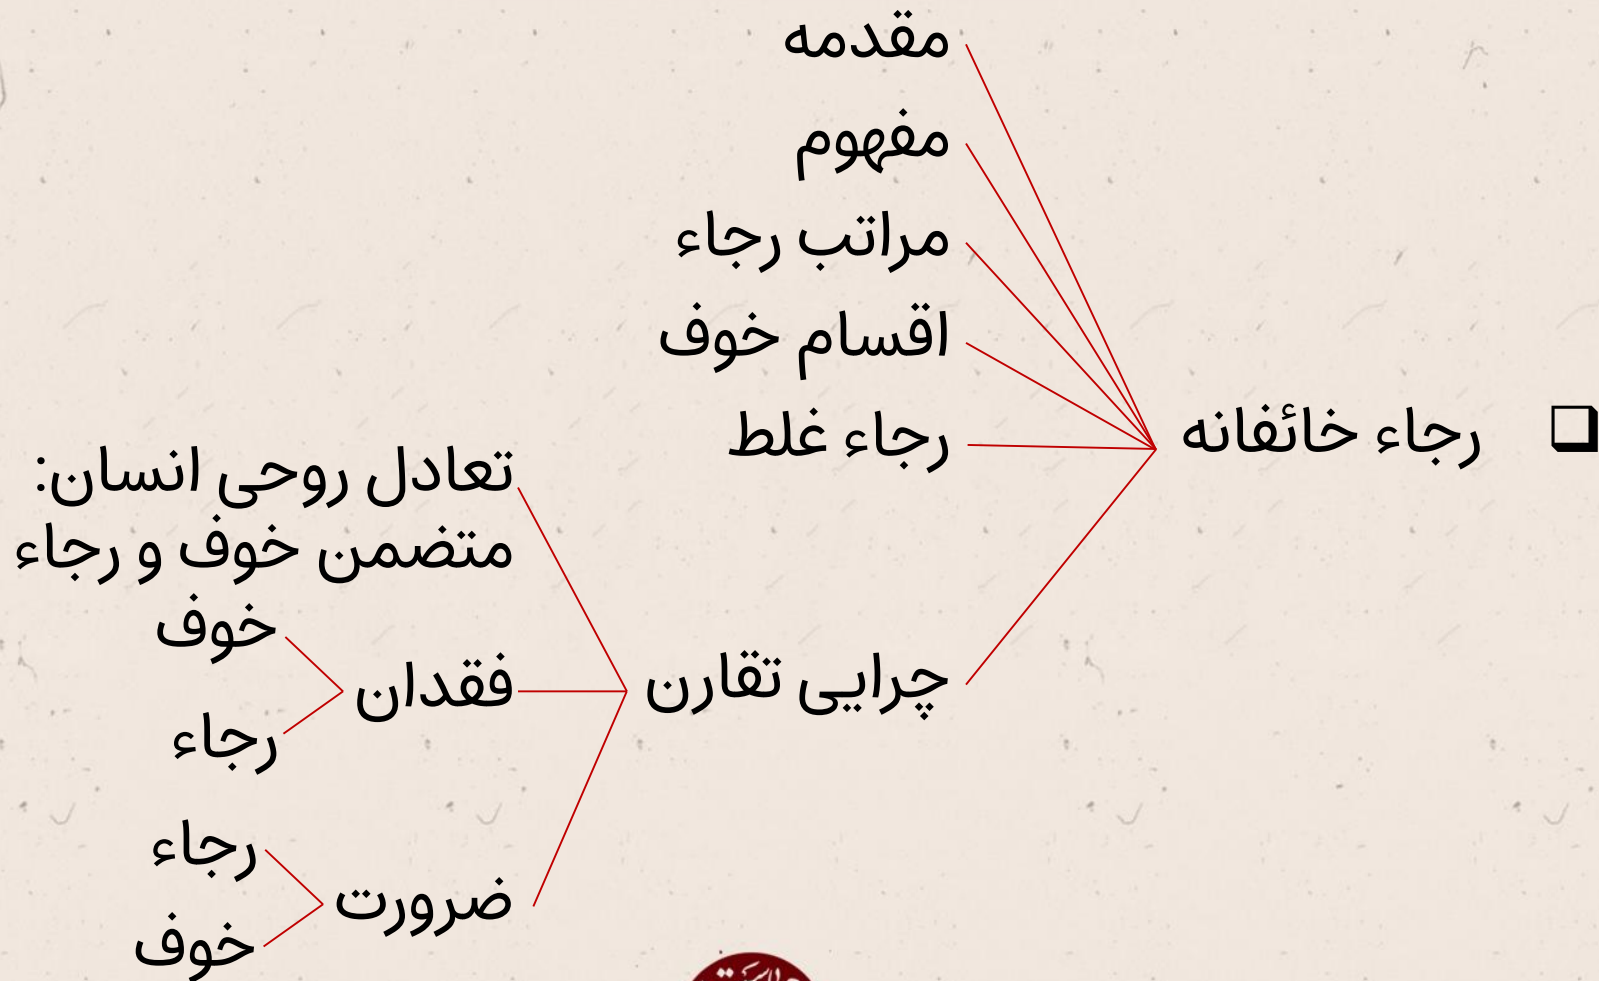 رجاء خائفانه
مقدمه
مفهوم
مراتب رجاء
اقسام خوف
رجاء غلط
چرایی تقارن
تعادل روحی انسان:
متضمن خوف و رجاء
فقدان
خوف
رجاء
ضرورت
رجاء
خوف